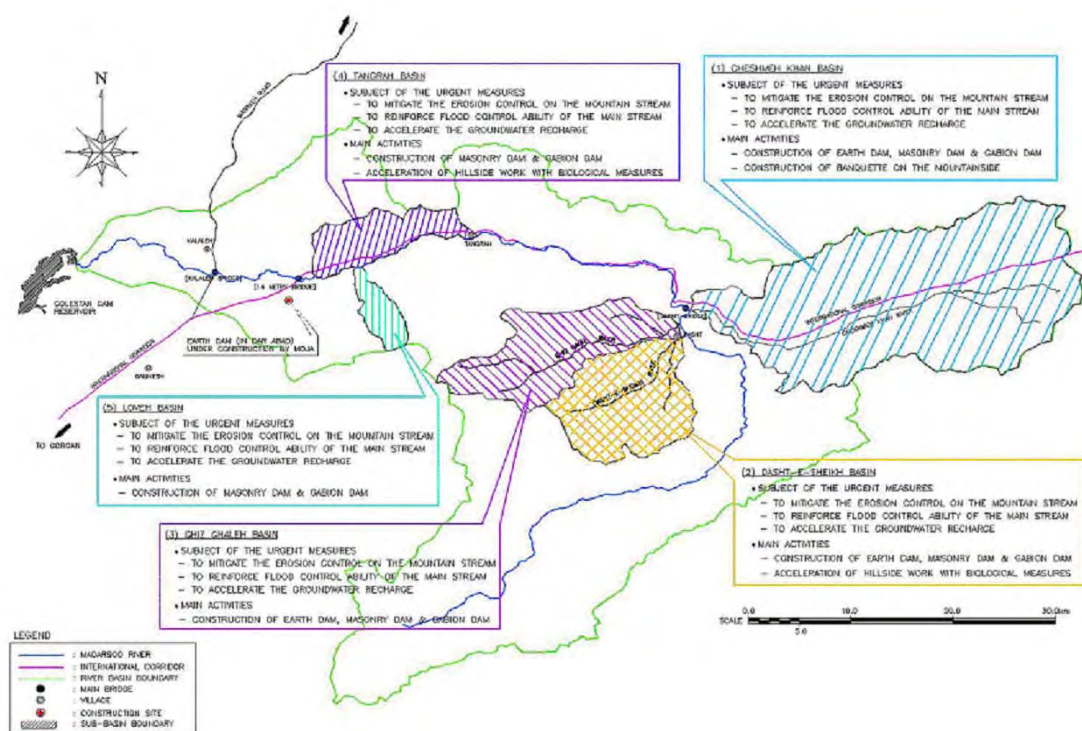 N
(4) TANGRAH BASIN
• SUBJECT OF THE URGENT MEASURES
– TO MITIGATE THE EROSION CONTROL ON THE MOUNTAIN STREAM
– TO REINFORCE FLOOD CONTROL ABILITY OF THE MAIN STREAM
– TO ACCELERATE THE GROUNDWATER RECHARGE
• MAIN ACTIVITIES
– CONSTRUCTION OF MASONRY DAM & GABION DAM
– ACCELERATION OF HILLSIDE WORK WITH BIOLOGICAL MEASURES
(1) CHESHMEH KHAN BASIN
• SUBJECT OF THE URGENT MEASURES
– TO MITIGATE THE EROSION CONTROL ON THE MOUNTAIN STREAM
– TO REINFORCE FLOOD CONTROL ABILITY OF THE MAIN STREAM
– TO ACCELERATE THE GROUNDWATER RECHARGE
• MAIN ACTIVITIES
– CONSTRUCTION OF EARTH DAM, MASONRY DAM & GABION DAM
– CONSTRUCTION OF BANQUETTE ON THE MOUNTAINSIDE
KALALEH
[KALALEH BRIDGE]
TANGRAH
GOLESTAN DAM
RESERVOIR
EARTH DAM
UNDER CONSTRUCTION BY MOJA
INTERNATIONAL CORRIDOR
INTERNATIONAL CORRIDOR
TO GORGAN
(5) LOVEH BASIN
• SUBJECT OF THE URGENT MEASURES
– TO MITIGATE THE EROSION CONTROL ON THE MOUNTAIN STREAM
– TO REINFORCE FLOOD CONTROL ABILITY OF THE MAIN STREAM
– TO ACCELERATE THE GROUNDWATER RECHARGE
• MAIN ACTIVITIES
– CONSTRUCTION OF MASONRY DAM & GABION DAM
(2) DASHT-E-SHEIKH BASIN
• SUBJECT OF THE URGENT MEASURES
– TO MITIGATE THE EROSION CONTROL ON THE MOUNTAIN STREAM
– TO REINFORCE FLOOD CONTROL ABILITY OF THE MAIN STREAM
– TO ACCELERATE THE GROUNDWATER RECHARGE
• MAIN ACTIVITIES
– CONSTRUCTION OF EARTH DAM, MASONRY DAM & GABION DAM
– ACCELERATION OF HILLSIDE WORK WITH BIOLOGICAL MEASURES
(3) GHIZ GHALEH BASIN
• SUBJECT OF THE URGENT MEASURES
– TO MITIGATE THE EROSION CONTROL ON THE MOUNTAIN STREAM
– TO REINFORCE FLOOD CONTROL ABILITY OF THE MAIN STREAM
– TO ACCELERATE THE GROUNDWATER RECHARGE
• MAIN ACTIVITIES
– CONSTRUCTION OF EARTH DAM, MASONRY DAM & GABION DAM
SCALE 0.0 5.0 10.0 20.0 30.0km
LEGEND
: MADARSOO RIVER
: INTERNATIONAL CORRIDOR
: RIVER BASIN BOUNDARY
: MAIN BRIDGE
: VILLAGE
: CONSTRUCTION SITE
: SUB-BASIN BOUNDARY